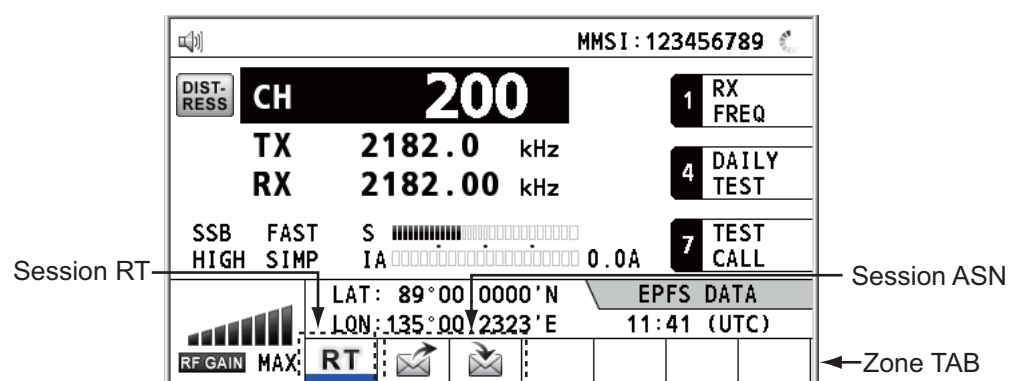 MMSI:123456789
DIST-
RESS
CH 200
1 RX
FREQ
TX 2182.0 kHz
RX 2182.00 kHz
4 DAILY
TEST
SSB FAST S
HIGH SIMP IA 0.0A
7 TEST
CALL
Session RT
Session ASN
LAT: 89°00 0000'N
LON:135°00 2323'E
EPFS DATA
11:41 (UTC)
RF GAIN MAX
RT
Zone TAB